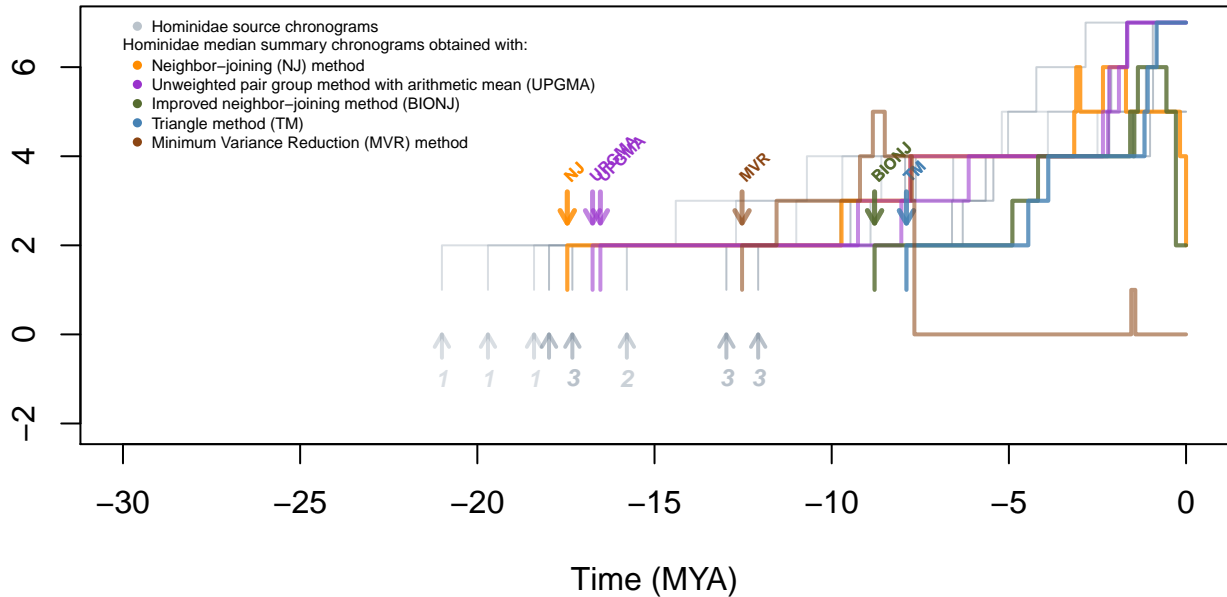 Hominidae source chronograms
Hominidae median summary chronograms obtained with:
Neighbor−joining (NJ) method
Unweighted pair group method with arithmetic mean (UPGMA)
Improved neighbor−joining method (BIONJ)
Triangle method (TM)
Minimum Variance Reduction (MVR) method
NJ
UPGMA
UPGMA
MVR
BIONJ
TM
6
4
2
0
−2
1 1 1 3 2 3 3
−30 −25 −20 −15 −10 −5 0
Time (MYA)